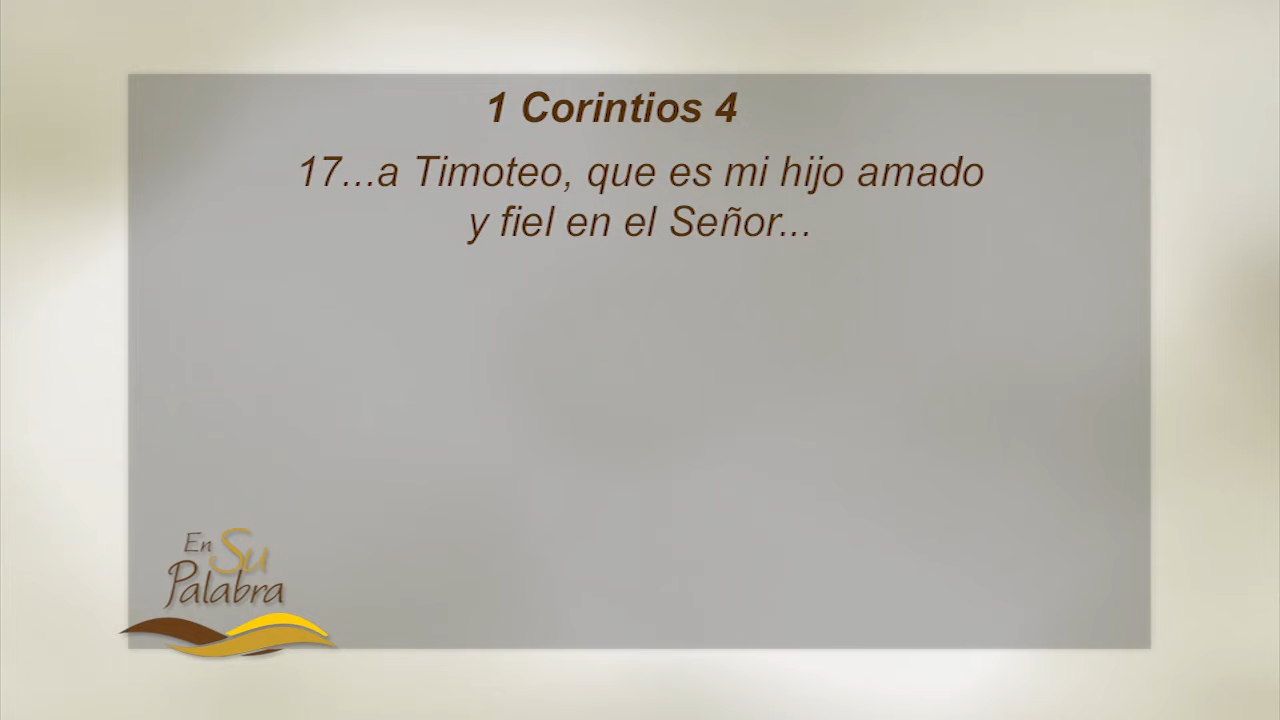 1 Corintios 4
17...a Timoteo, que es mi hijo amado
y fiel en el Señor...
En Su
Palabra